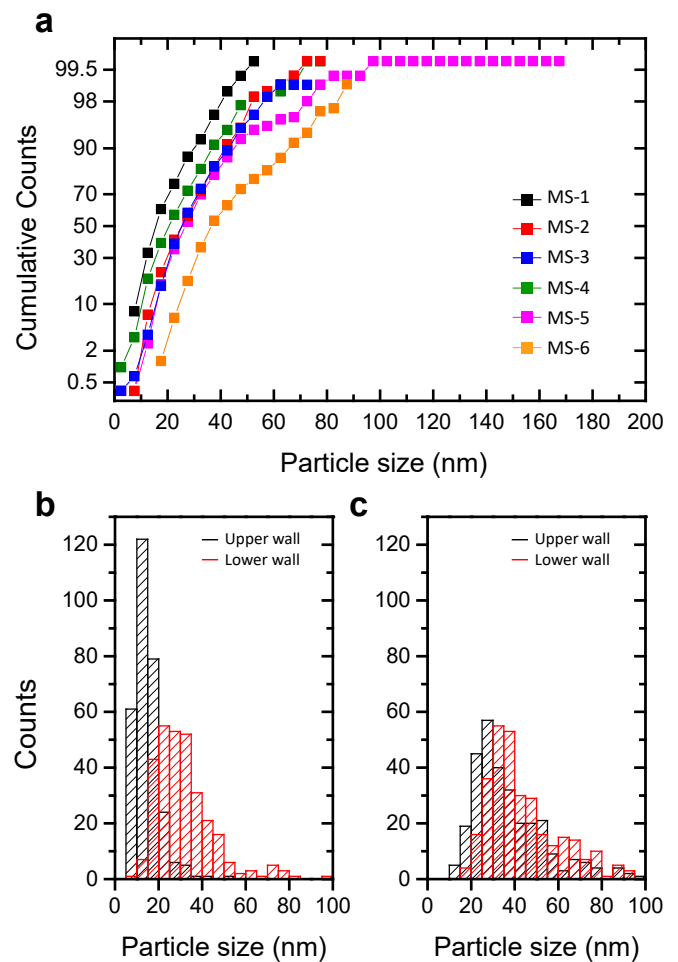 a
99.5
98
90
70
50
30
10
2
0.5
Cumulative Counts
MS-1
MS-2
MS-3
MS-4
MS-5
MS-6
0 20 40 60 80 100 120 140 160 180 200
Particle size (nm)
b
Upper wall
Lower wall
120
100
80
60
40
20
0
Counts
0 20 40 60 80 100
Particle size (nm)
c
Upper wall
Lower wall
120
100
80
60
40
20
0
0 20 40 60 80 100
Particle size (nm)